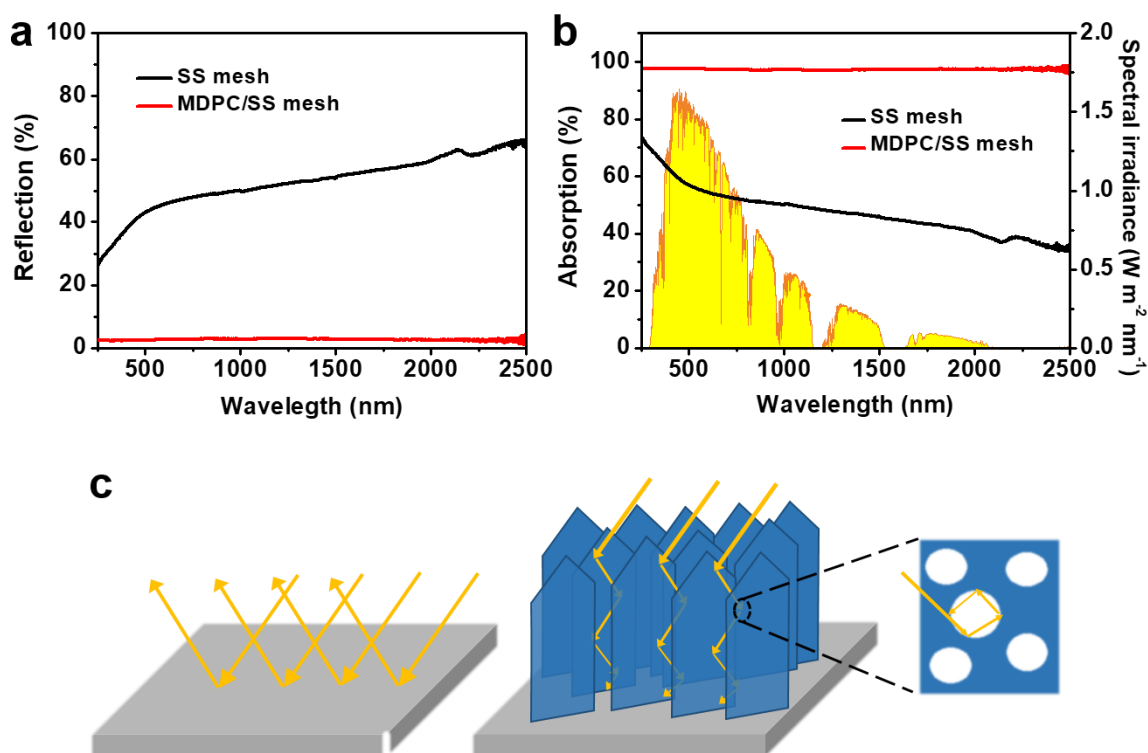 a
100
80
60
40
20
0
Reflection (%)
SS mesh
MDPC/SS mesh
500
1000
1500
2000
2500
Wavelegth (nm)
b
100
80
60
40
20
0
Absorption (%)
SS mesh
MDPC/SS mesh
2.0
1.5
1.0
0.5
0.0
Spectral irradiance (W m⁻² nm⁻¹)
500
1000
1500
2000
2500
Wavelength (nm)
c